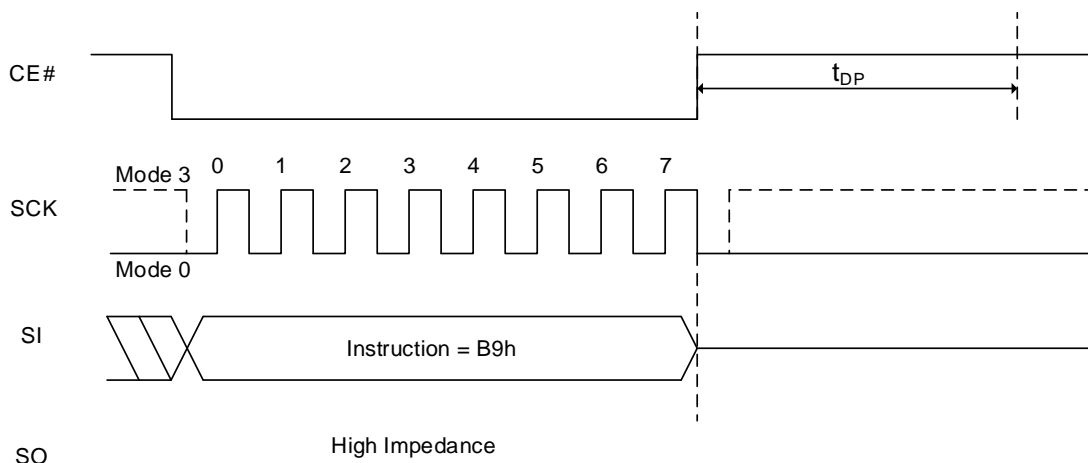 CE#
tDP
Mode 3
0 1 2 3 4 5 6 7
SCK
Mode 0
SI
Instruction = B9h
SO
High Impedance